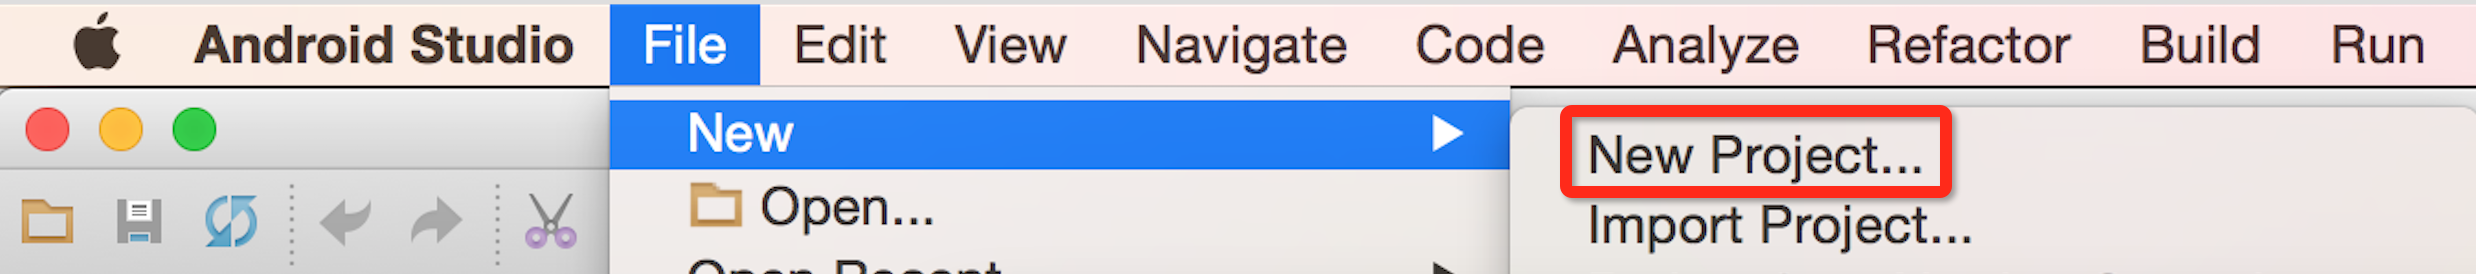 Android Studio File Edit View Navigate Code Analyze Refactor Build Run
New
New Project...
Open...
Import Project...
Open Recent